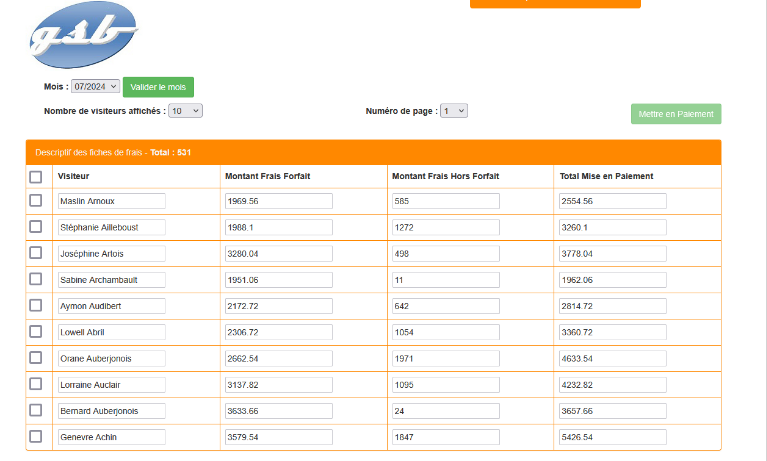 gsb
Mois : 07/2024 Valider le mois
Nombre de visiteurs affichés : 10 Numéro de page : 1 Mettre en Paiement
Descriptif des fiches de frais - Total : 531
Visiteur Montant Frais Forfait Montant Frais Hors Forfait Total Mise en Paiement
Maslin Arnoux 1969.56 585 2554.56
Stéphanie Ailleboust 1988.1 1272 3260.1
Joséphine Artois 3280.04 498 3778.04
Sabine Archambault 1951.06 11 1962.06
Aymon Audibert 2172.72 642 2814.72
Lowell Abril 2306.72 1054 3360.72
Orane Auberjonois 2662.54 1971 4633.54
Lorraine Auclair 3137.82 1095 4232.82
Bernard Auberjonois 3633.66 24 3657.66
Genevre Achin 3579.54 1847 5426.54